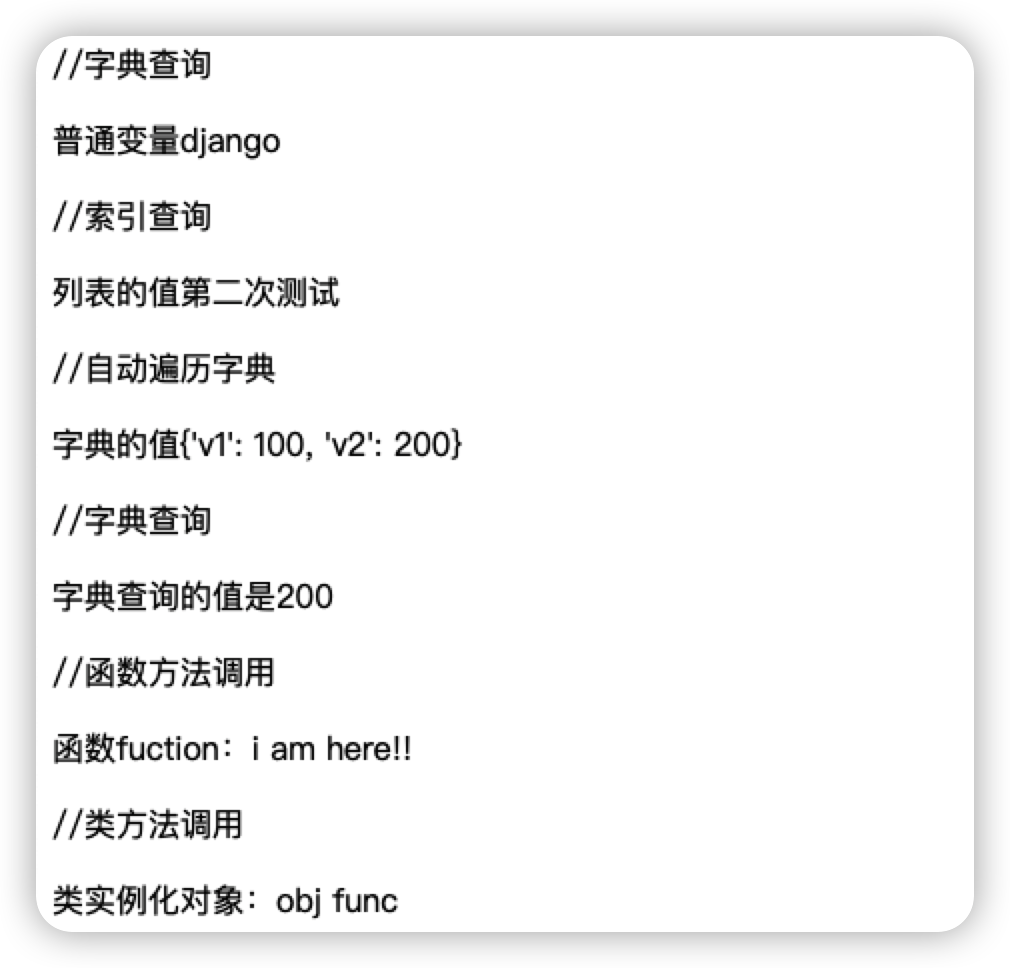 //字典查询
普通变量django
//索引查询
列表的值第二次测试
//自动遍历字典
字典的值{'v1': 100, 'v2': 200}
//字典查询
字典查询的值是200
//函数方法调用
函数fuction：i am here!!
//类方法调用
类实例化对象：obj func